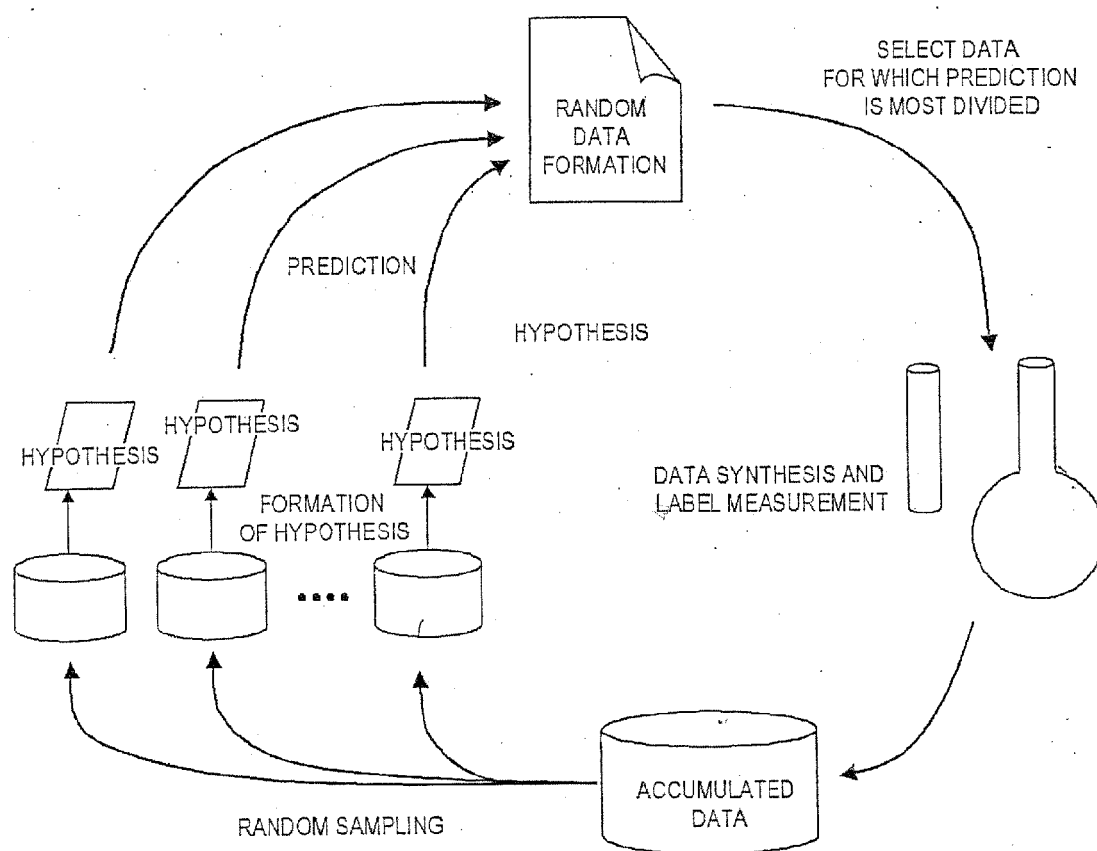 SELECT DATA
FOR WHICH PREDICTION
IS MOST DIVIDED
RANDOM
DATA
FORMATION
PREDICTION
HYPOTHESIS
HYPOTHESIS
HYPOTHESIS
HYPOTHESIS
DATA SYNTHESIS AND
LABEL MEASUREMENT
FORMATION
OF HYPOTHESIS
ACCUMULATED
DATA
RANDOM SAMPLING